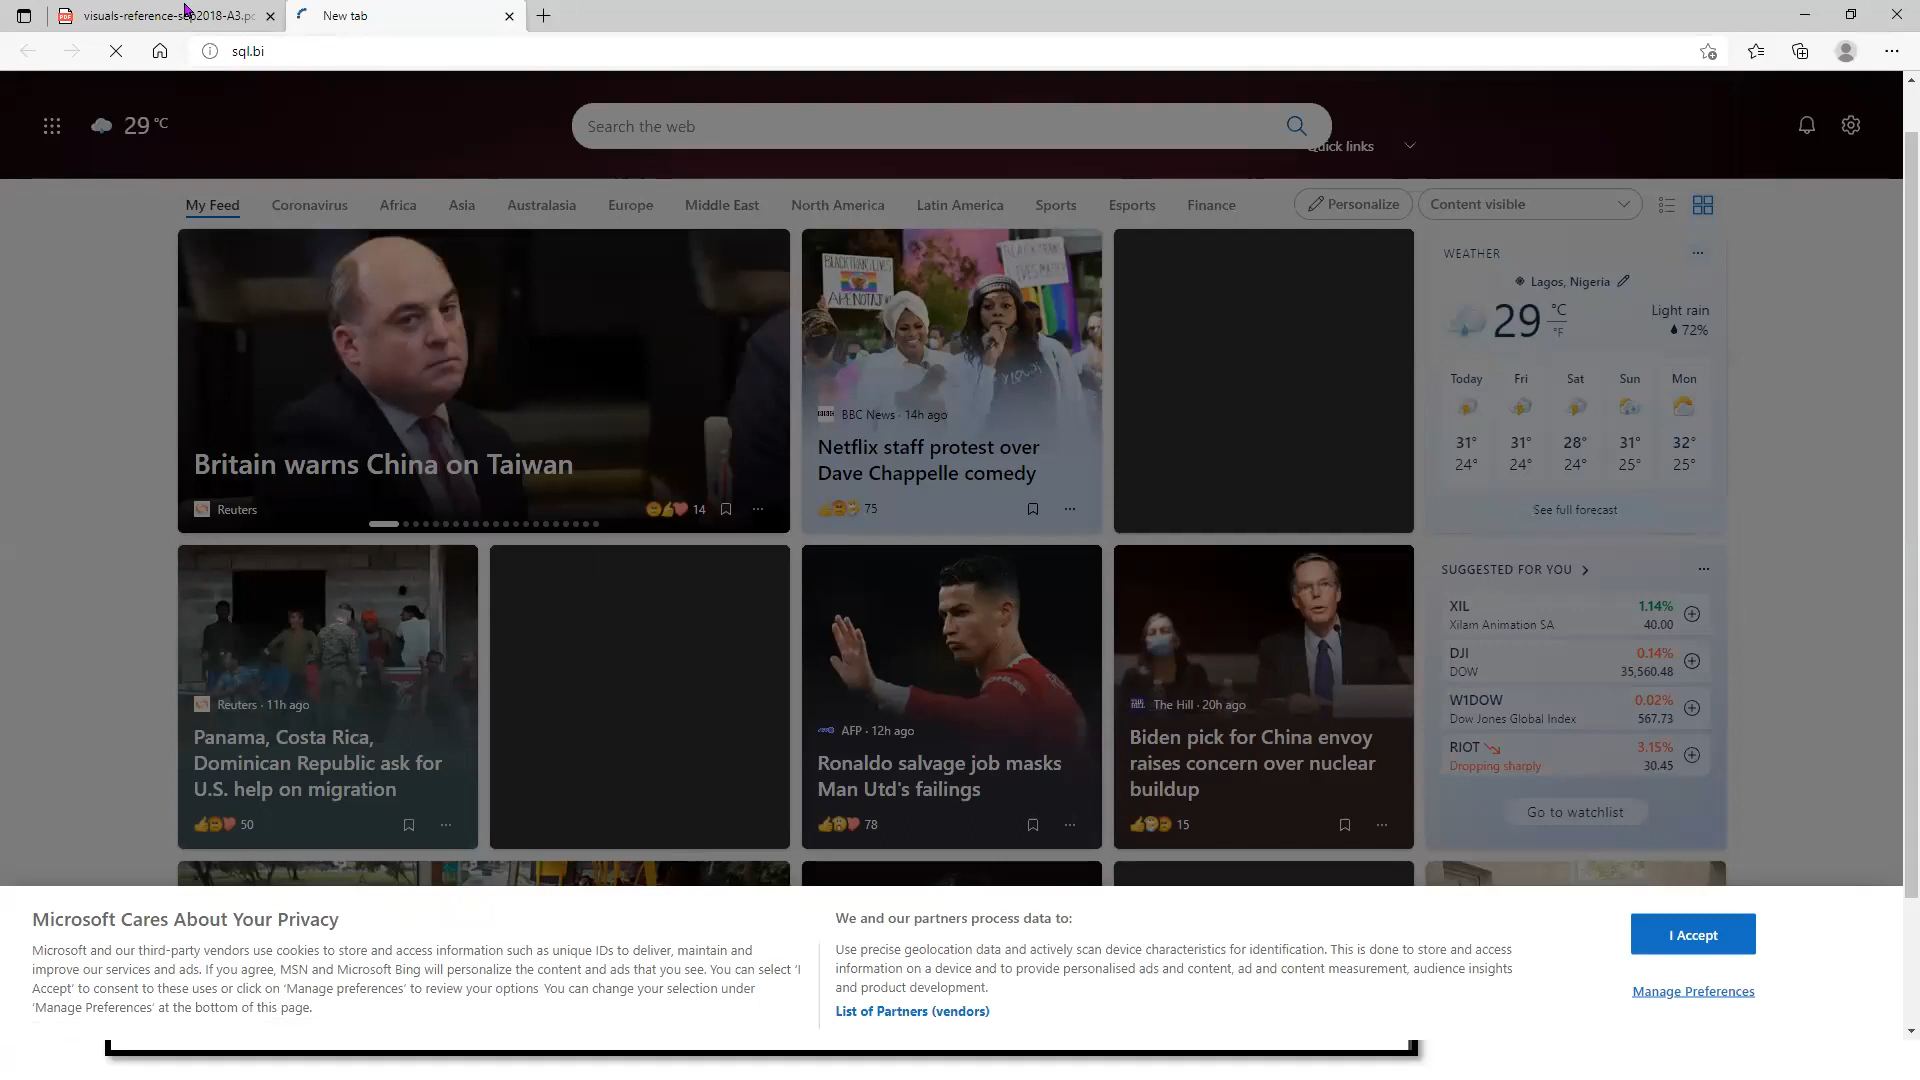 visuals-reference-sep2018-A3.pc
New tab
sql.bi
29 °C
Search the web
Quick links
My Feed Coronavirus Africa Asia Australasia Europe Middle East North America Latin America Sports Esports Finance
Personalize
Content visible
Britain warns China on Taiwan
Reuters
14
BLACK TRANS LIVES
BBC News · 14h ago
Netflix staff protest over
Dave Chappelle comedy
75
WEATHER
Lagos, Nigeria
29 °C
°F
Light rain
72%
Today Fri Sat Sun Mon
31° 31° 28° 31° 32°
24° 24° 24° 25° 25°
See full forecast
Reuters · 11h ago
Panama, Costa Rica,
Dominican Republic ask for
U.S. help on migration
50
AFP · 12h ago
Ronaldo salvage job masks
Man Utd's failings
78
The Hill · 20h ago
Biden pick for China envoy
raises concern over nuclear
buildup
15
SUGGESTED FOR YOU
XIL 1.14%
Xilam Animation SA 40.00
DJI 0.14%
DOW 35,560.48
W1DOW 0.02%
Dow Jones Global Index 567.73
RIOT 3.15%
Dropping sharply 30.45
Go to watchlist
Microsoft Cares About Your Privacy
Microsoft and our third-party vendors use cookies to store and access information such as unique IDs to deliver, maintain and
improve our services and ads. If you agree, MSN and Microsoft Bing will personalize the content and ads that you see. You can select ‘I
Accept’ to consent to these uses or click on ‘Manage preferences’ to review your options You can change your selection under
‘Manage Preferences’ at the bottom of this page.
We and our partners process data to:
Use precise geolocation data and actively scan device characteristics for identification. This is done to store and access
information on a device and to provide personalised ads and content, ad and content measurement, audience insights
and product development.
List of Partners (vendors)
I Accept
Manage Preferences